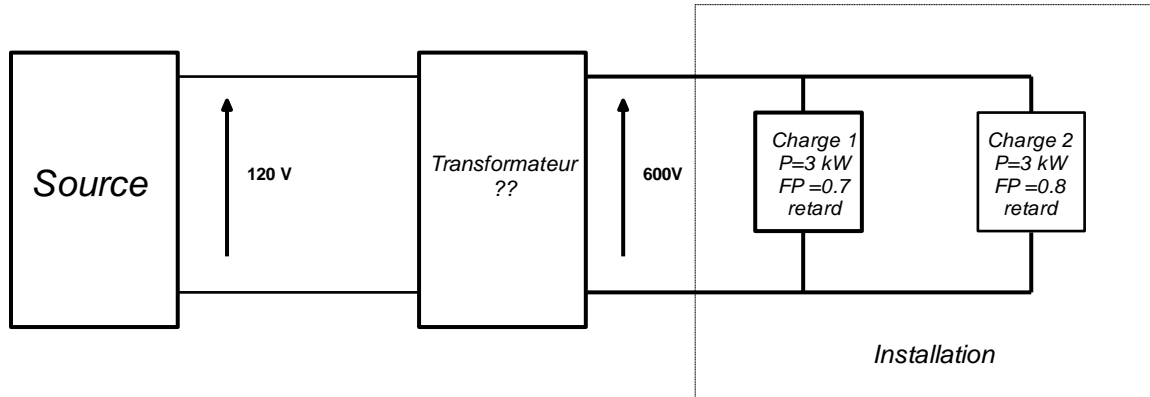 Source
120 V
Transformateur
??
600V
Charge 1
P=3 kW
FP =0.7
retard
Charge 2
P=3 kW
FP =0.8
retard
Installation